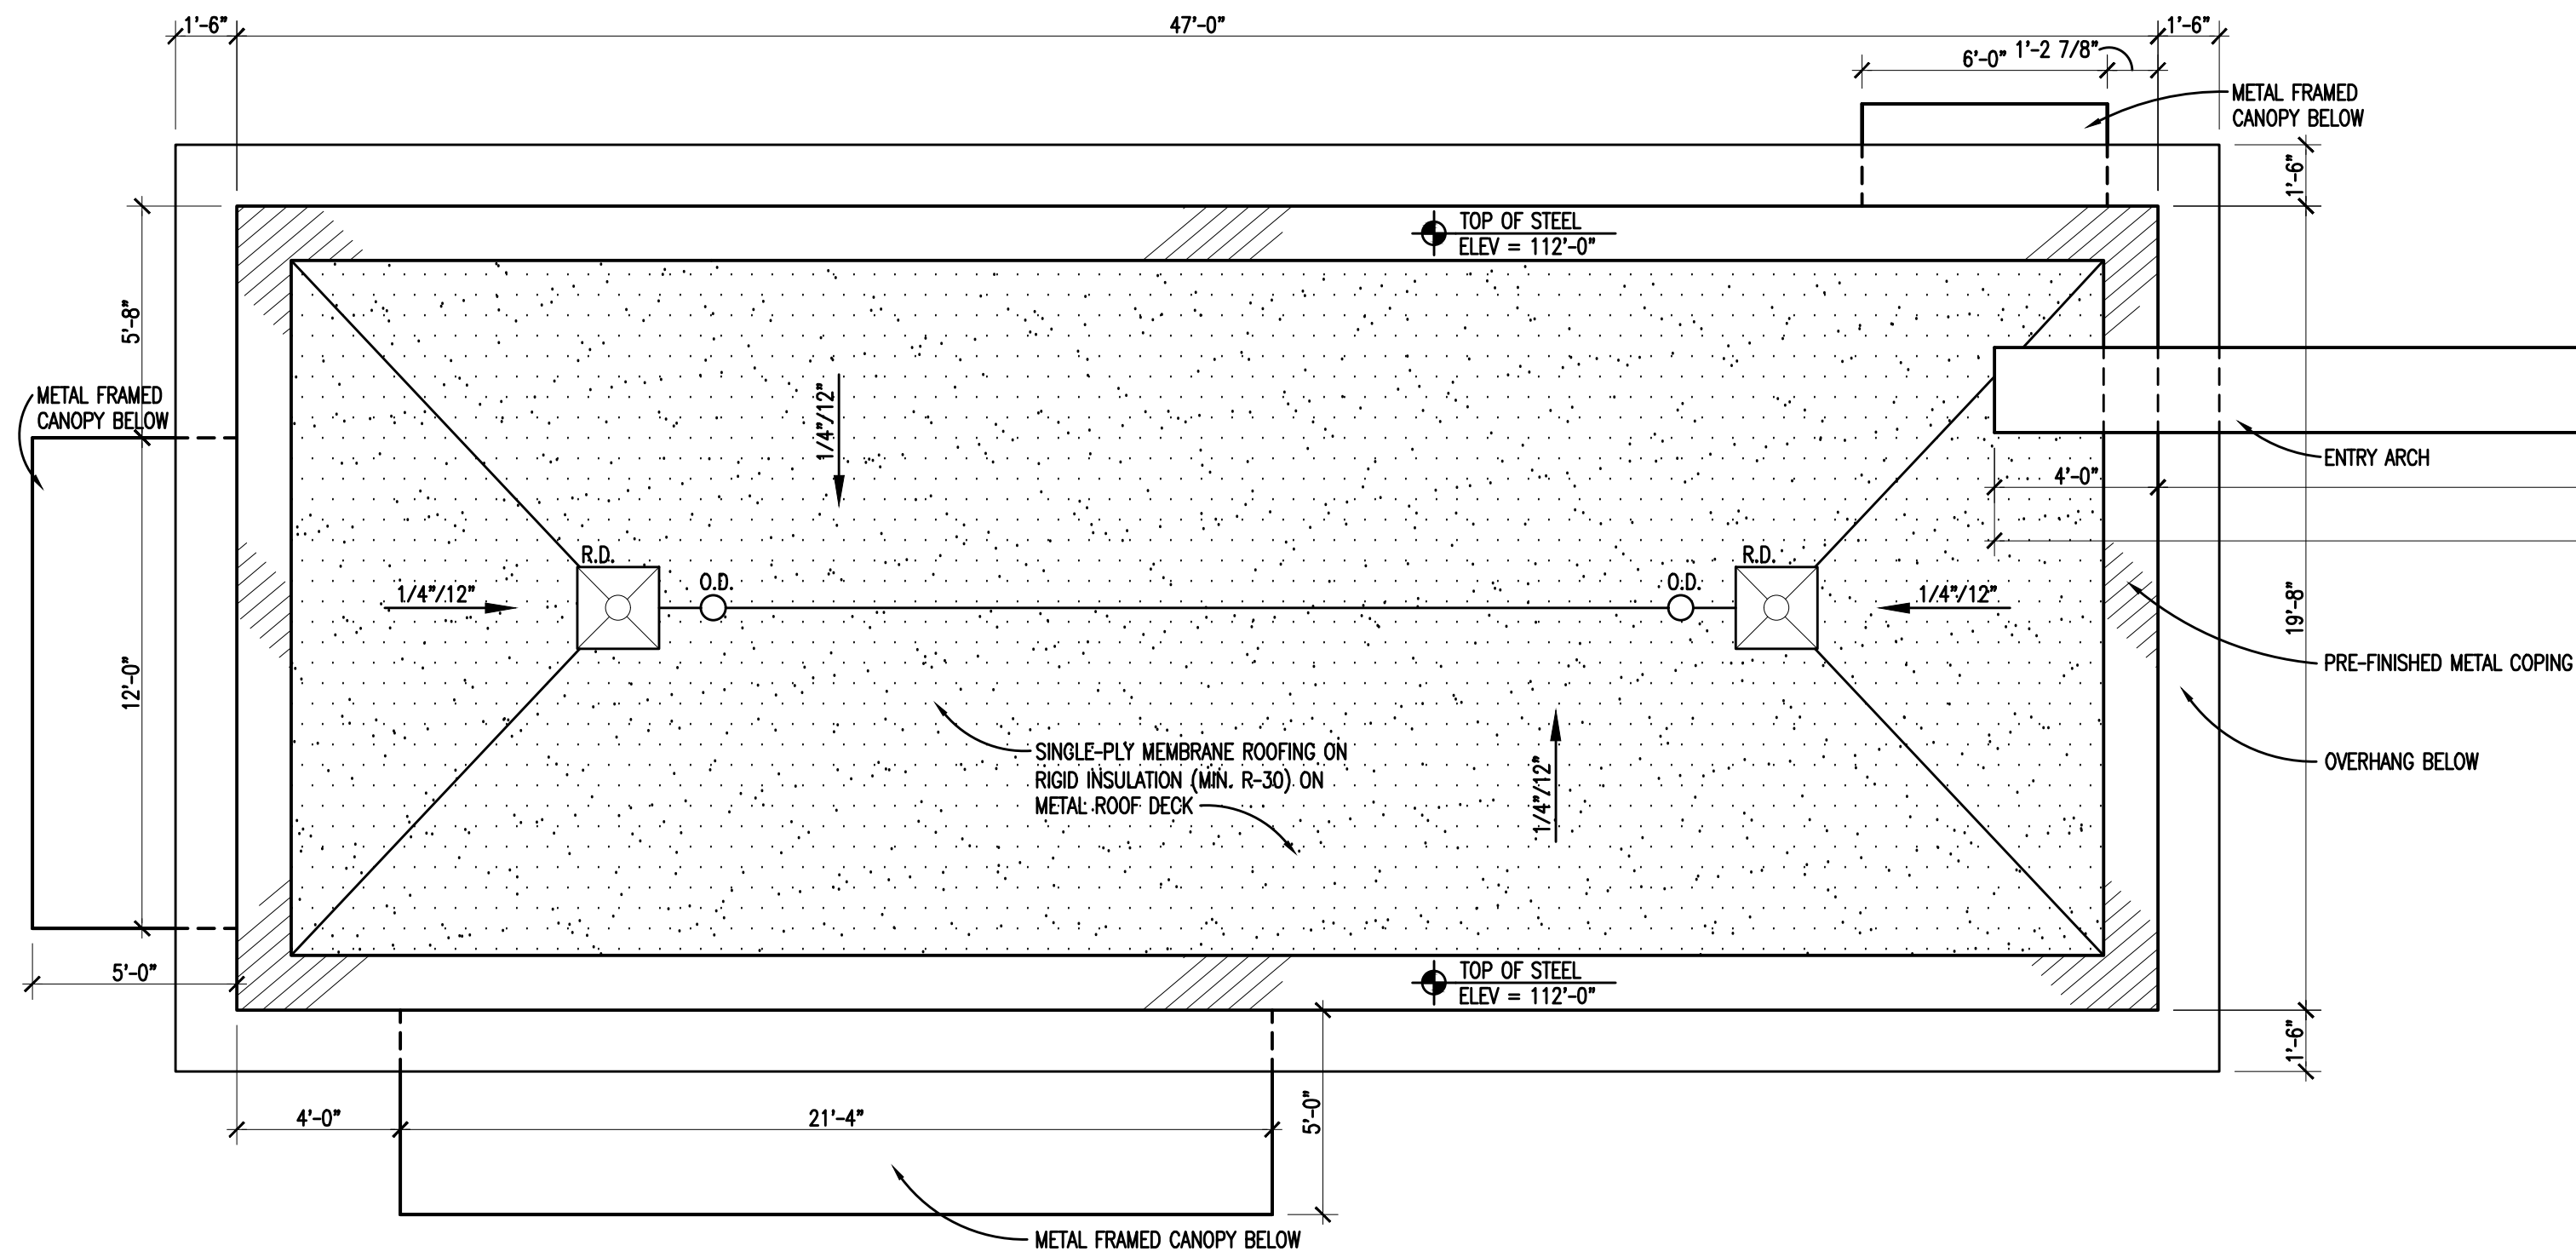 1'-6"
47'-0"
1'-6"
6'-0"
1'-2 7/8"
METAL FRAMED
CANOPY BELOW
1'-6"
TOP OF STEEL
ELEV = 112'-0"
5'-8"
METAL FRAMED
CANOPY BELOW
1/4"/12"
ENTRY ARCH
4'-0"
R.D.
O.D.
1/4"/12"
O.D.
R.D.
1/4"/12"
19'-8"
PRE-FINISHED METAL COPING
12'-0"
SINGLE-PLY MEMBRANE ROOFING ON
RIGID INSULATION (MIN. R-30) ON
METAL ROOF DECK
1/4"/12"
OVERHANG BELOW
5'-0"
TOP OF STEEL
ELEV = 112'-0"
1'-6"
4'-0"
21'-4"
5'-0"
METAL FRAMED CANOPY BELOW